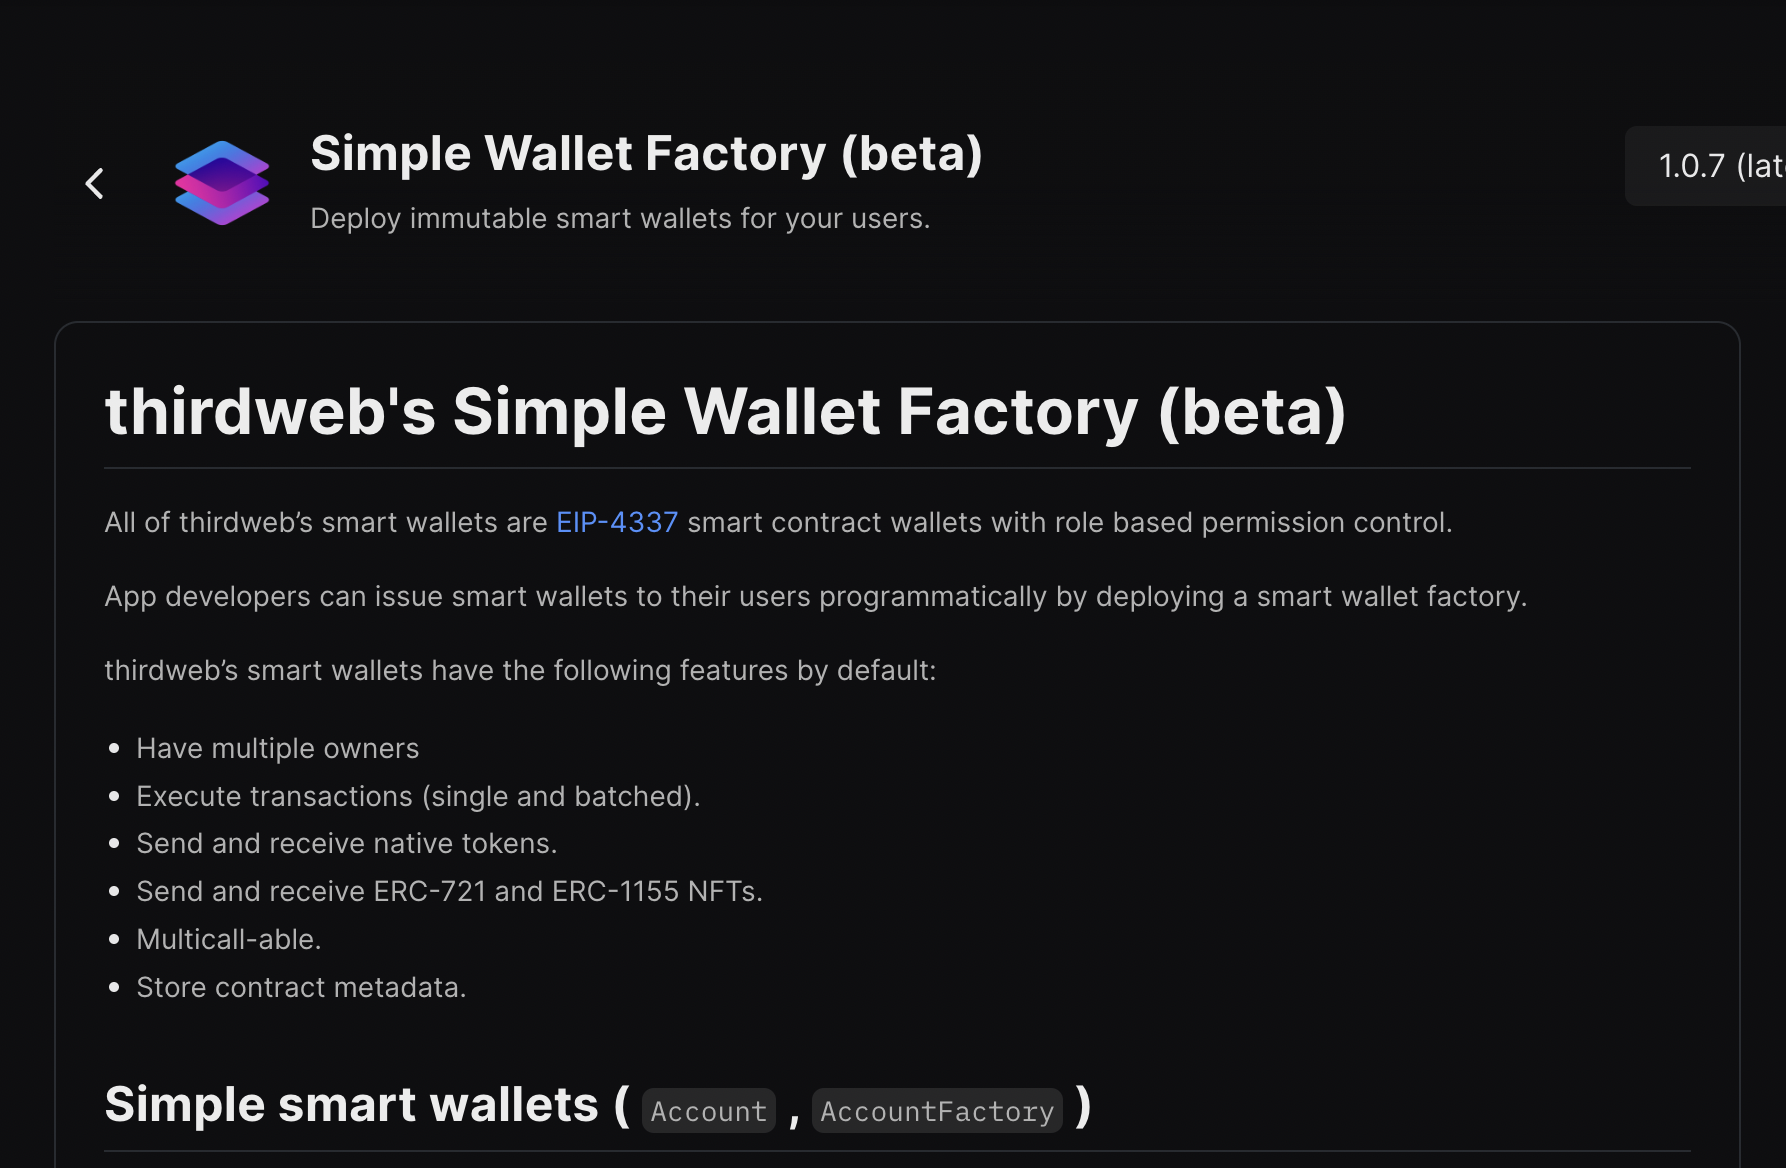 Simple Wallet Factory (beta)
Deploy immutable smart wallets for your users.
1.0.7
thirdweb's Simple Wallet Factory (beta)
All of thirdweb’s smart wallets are EIP-4337 smart contract wallets with role based permission control.
App developers can issue smart wallets to their users programmatically by deploying a smart wallet factory.
thirdweb’s smart wallets have the following features by default:
Have multiple owners
Execute transactions (single and batched).
Send and receive native tokens.
Send and receive ERC-721 and ERC-1155 NFTs.
Multicall-able.
Store contract metadata.
Simple smart wallets ( Account , AccountFactory )